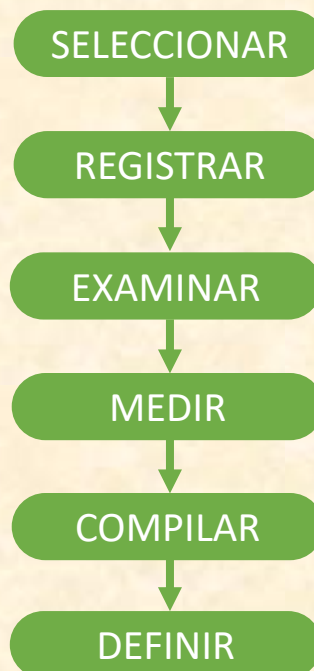 SELECCIONAR
REGISTRAR
EXAMINAR
MEDIR
COMPILAR
DEFINIR